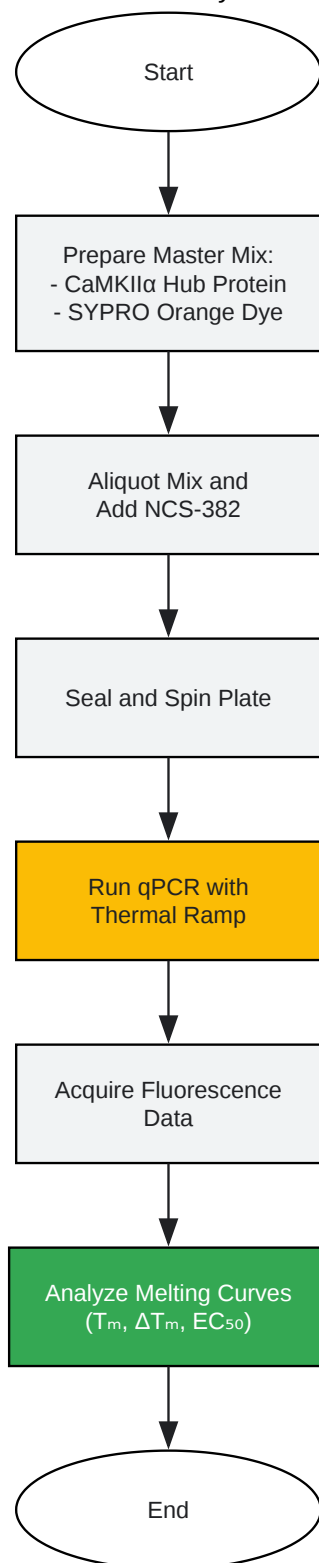 Start
Prepare Master Mix:
- CaMKIIα Hub Protein
- SYPRO Orange Dye
Aliquot Mix and
Add NCS-382
Seal and Spin Plate
Run qPCR with
Thermal Ramp
Acquire Fluorescence
Data
Analyze Melting Curves
(Tₘ, ΔTₘ, EC₅₀)
End